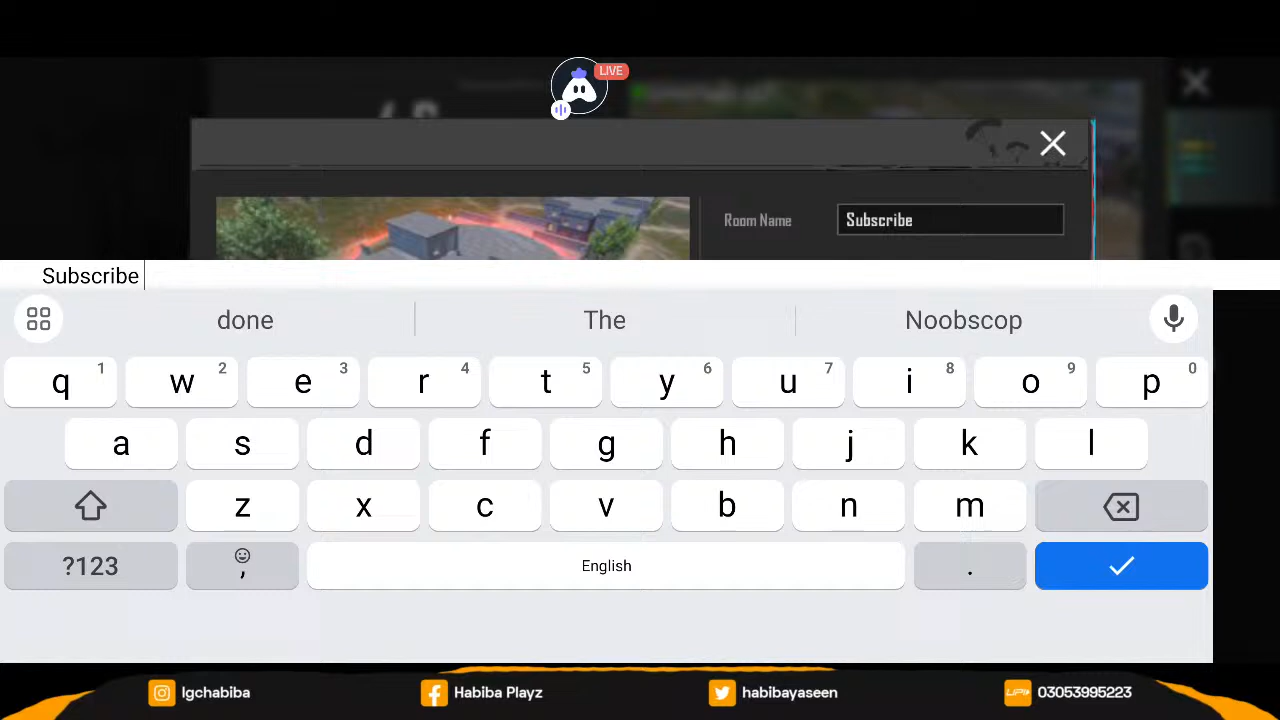 LIVE
Room Name Subscribe
Subscribe
done The Noobscop
q 1 w 2 e 3 r 4 t 5 y 6 u 7 i 8 o 9 p 0
a s d f g h j k l
z x c v b n m
?123 , English .
Igchabiba Habiba Playz habibayaseen 03053995223